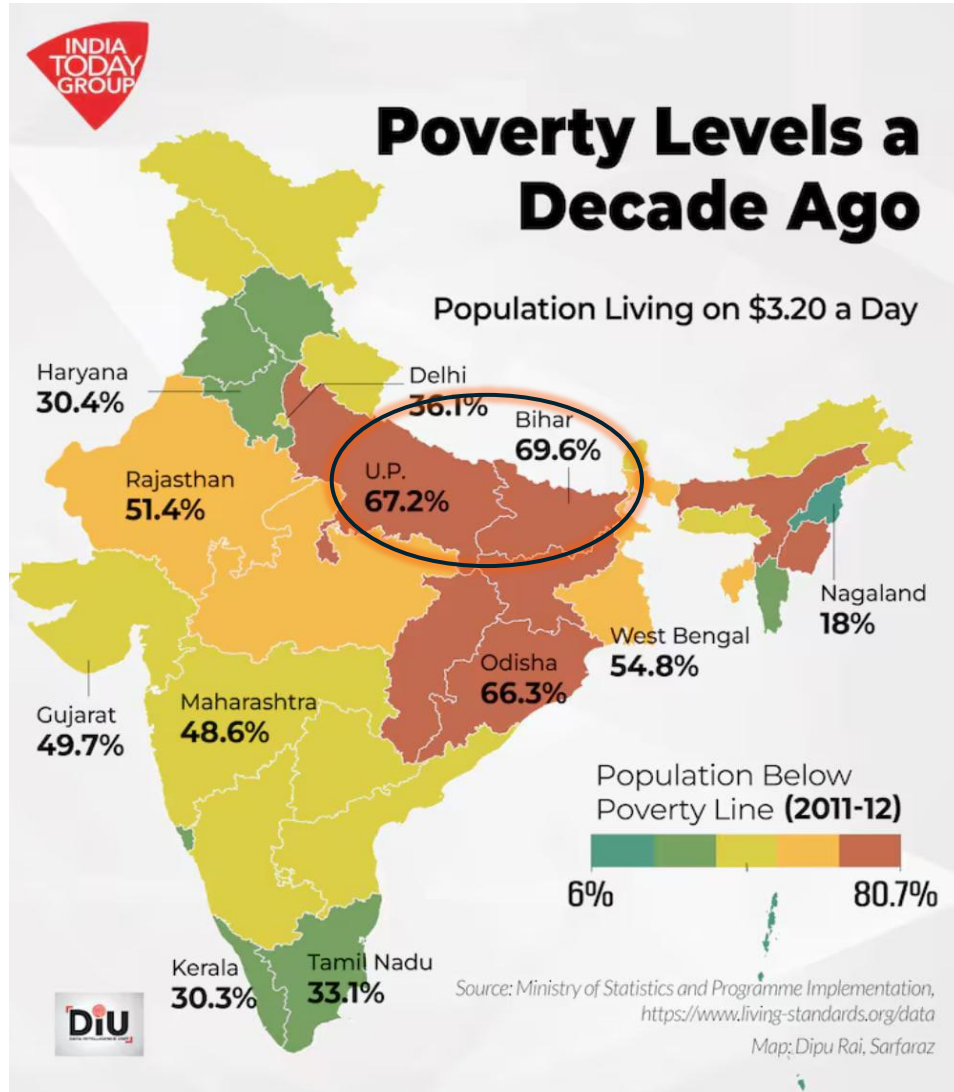 INDIA
TODAY
GROUP
Poverty Levels a
Decade Ago
Population Living on $3.20 a Day
Haryana
30.4%
Delhi
36.1%
Bihar
69.6%
U.P.
67.2%
Rajasthan
51.4%
Nagaland
18%
West Bengal
54.8%
Odisha
66.3%
Gujarat
49.7%
Maharashtra
48.6%
Population Below
Poverty Line (2011-12)
6%
80.7%
Kerala
30.3%
Tamil Nadu
33.1%
Source: Ministry of Statistics and Programme Implementation,
https://www.living-standards.org/data
Map: Dipu Rai, Sarfaraz
DiU
DATA INTELLIGENCE UNIT